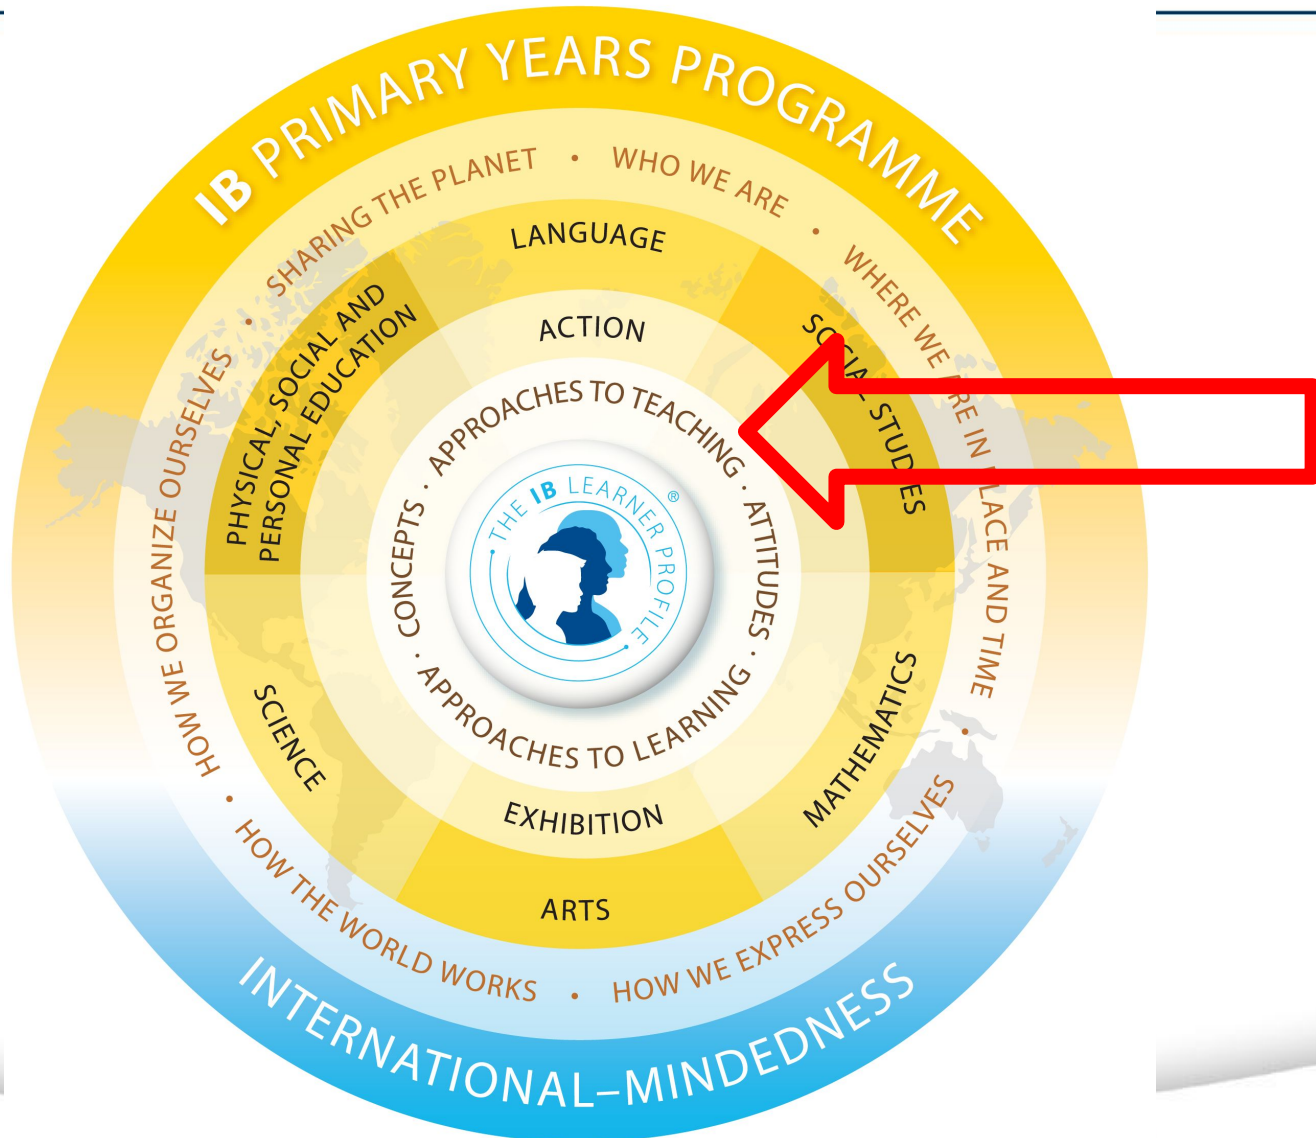 IB PRIMARY YEARS PROGRAMME
SHARING THE PLANET • WHO WE ARE • WHERE WE ARE IN PLACE AND TIME • HOW WE EXPRESS OURSELVES • HOW THE WORLD WORKS • HOW WE ORGANIZE OURSELVES •
LANGUAGE
SOCIAL STUDIES
MATHEMATICS
ARTS
SCIENCE
PHYSICAL, SOCIAL AND
PERSONAL EDUCATION
ACTION
EXHIBITION
APPROACHES TO TEACHING · ATTITUDES · APPROACHES TO LEARNING · CONCEPTS ·
• THE IB LEARNER PROFILE • ®
INTERNATIONAL–MINDEDNESS